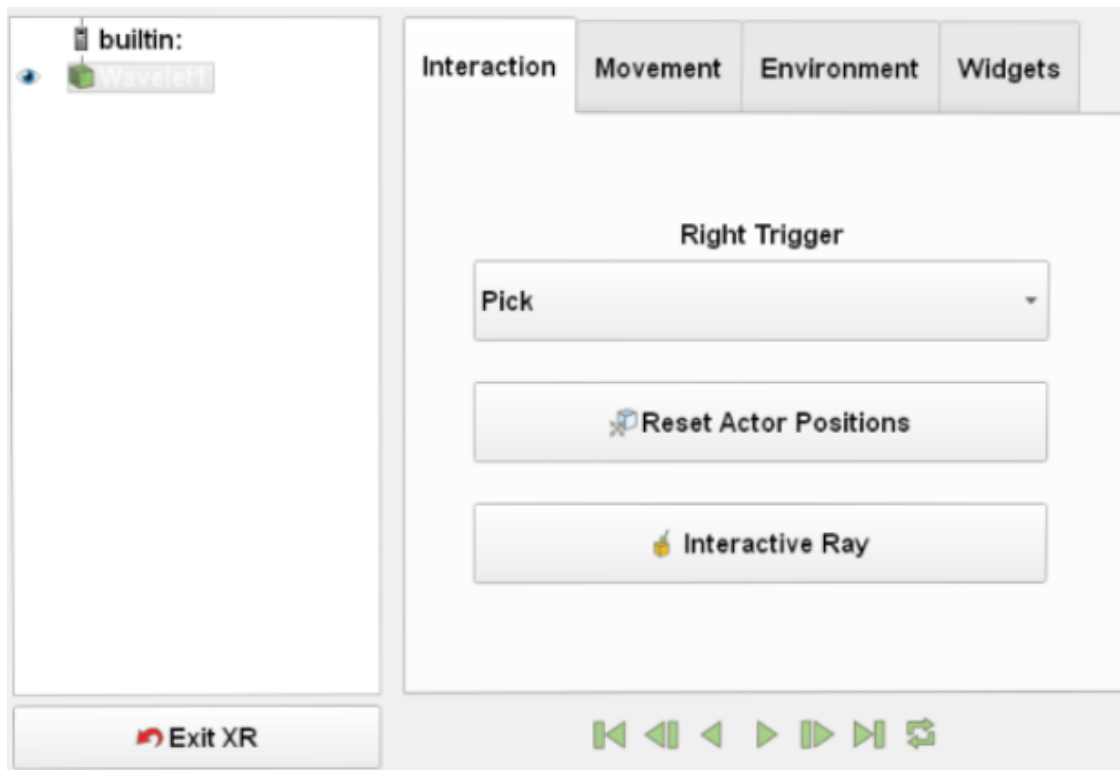 builtin:
Wavelet1
Interaction
Movement
Environment
Widgets
Right Trigger
Pick
Reset Actor Positions
Interactive Ray
Exit XR